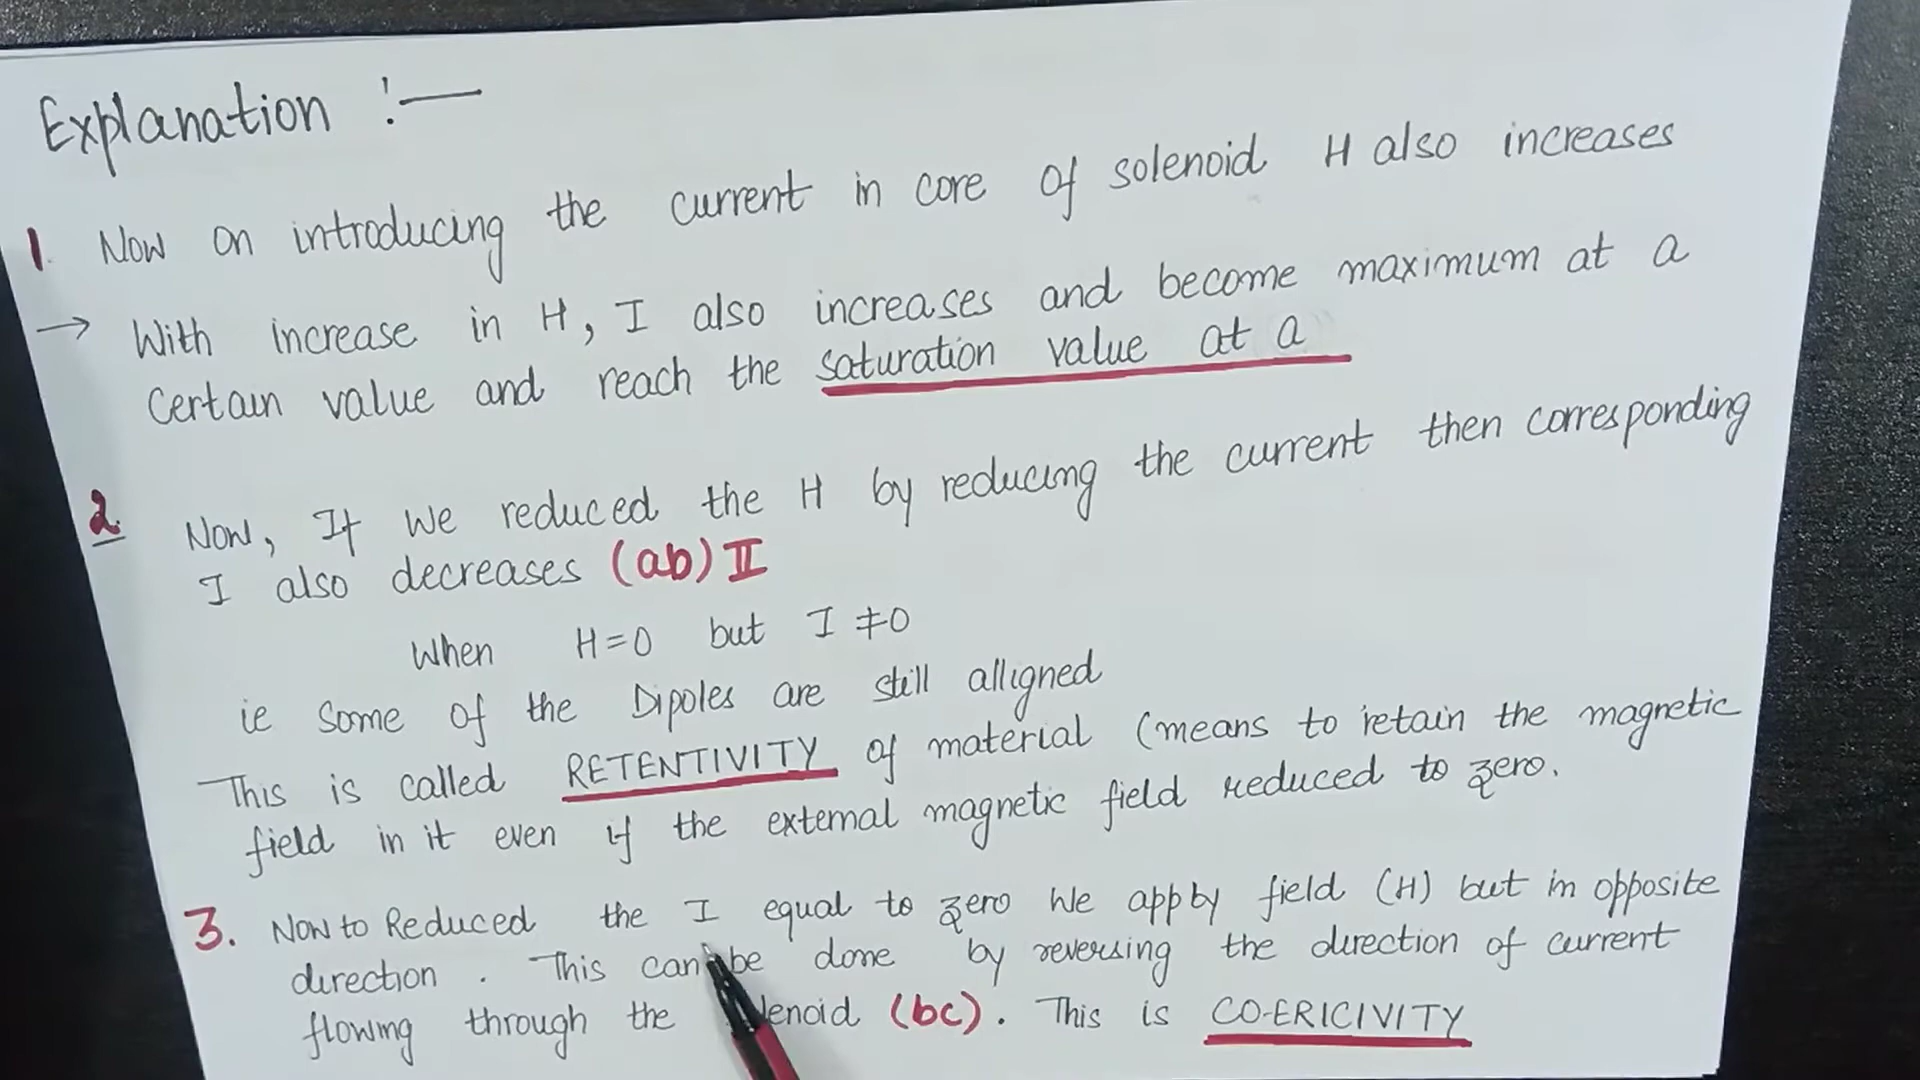 Explanation :—
1. Now on introducing the current in core of solenoid H also increases
→ With increase in H, I also increases and become maximum at a
Certain value and reach the saturation value at a
2. Now, If we reduced the H by reducing the current then corresponding
I also decreases (ab) II
When H=0 but I ≠0
ie some of the Dipoles are still alligned
This is called RETENTIVITY of material (means to retain the magnetic
field in it even if the external magnetic field reduced to zero.
3. Now to Reduced the I equal to zero We appby field (H) but in opposite
direction. This can be done by reversing the direction of current
flowing through the lenoid (bc). This is CO-ERICIVITY